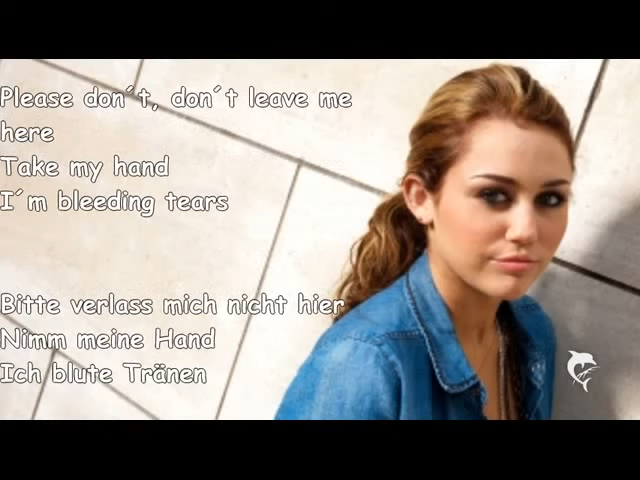 Please don´t, don´t leave me
here
Take my hand
I´m bleeding tears
Bitte verlass mich nicht hier
Nimm meine Hand
Ich blute Tränen